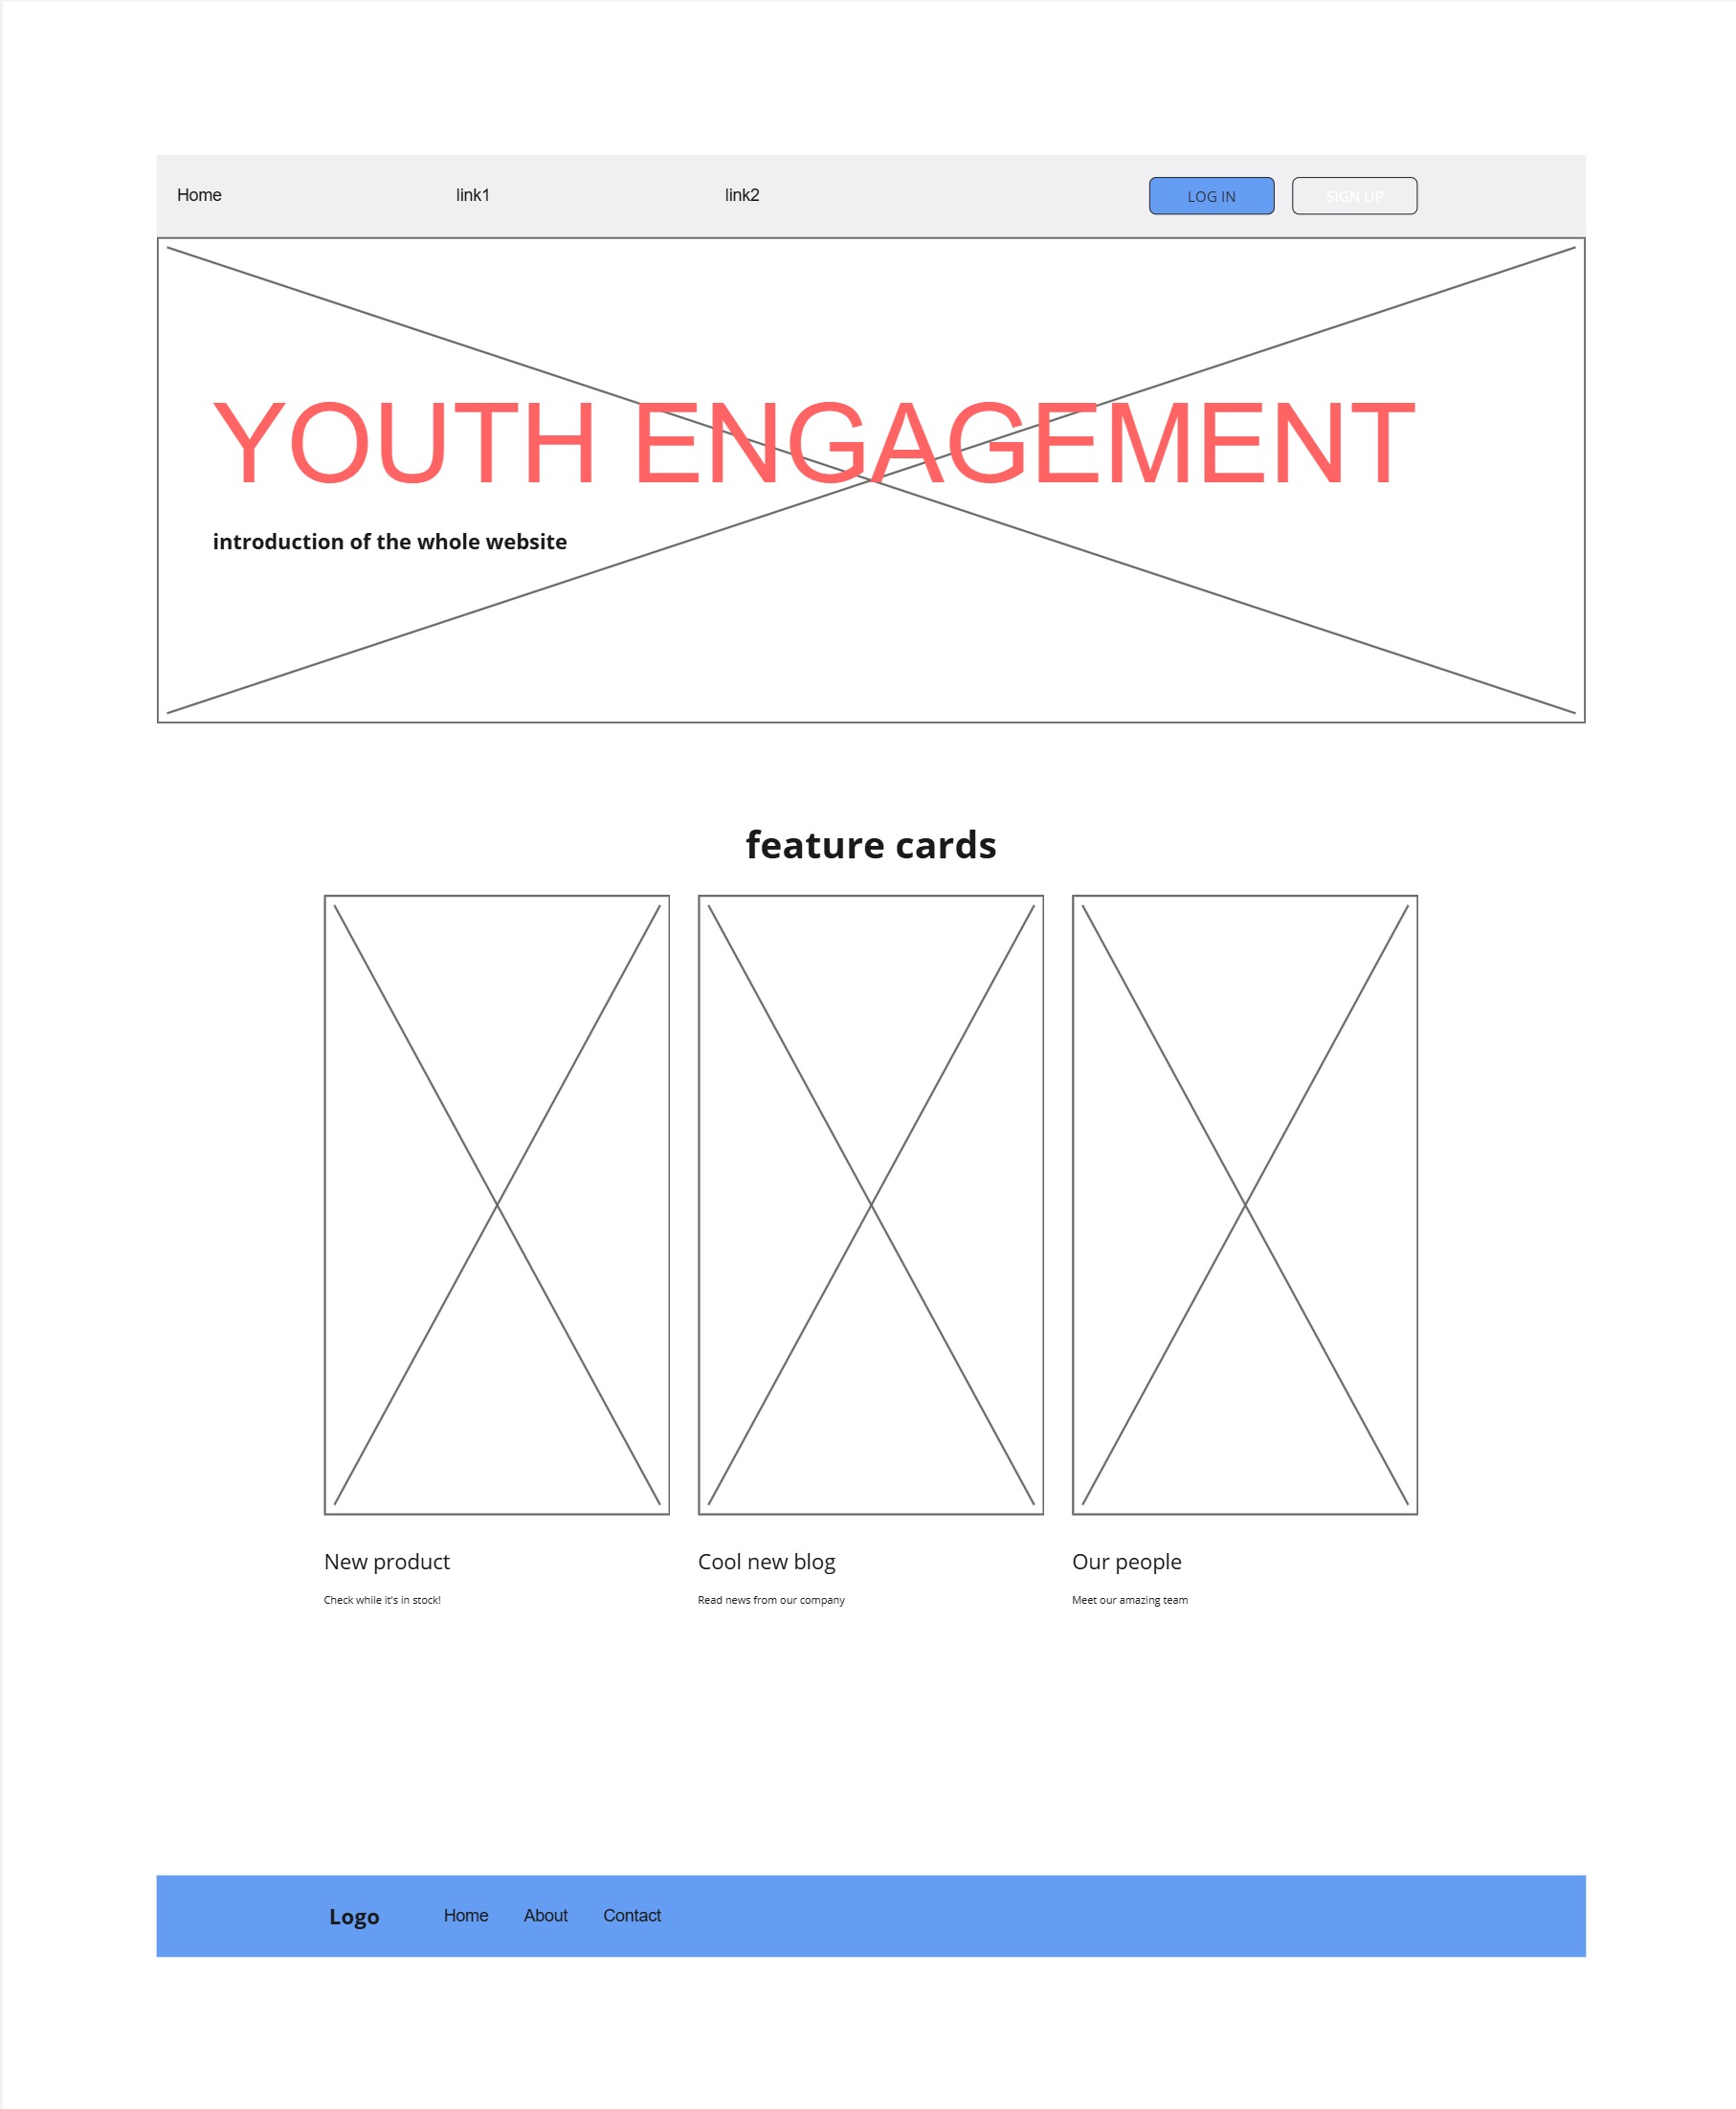 Home link1 link2 LOG IN SIGN UP
YOUTH ENGAGEMENT
introduction of the whole website
feature cards
New product Cool new blog Our people
Check while it's in stock! Read news from our company Meet our amazing team
Logo Home About Contact